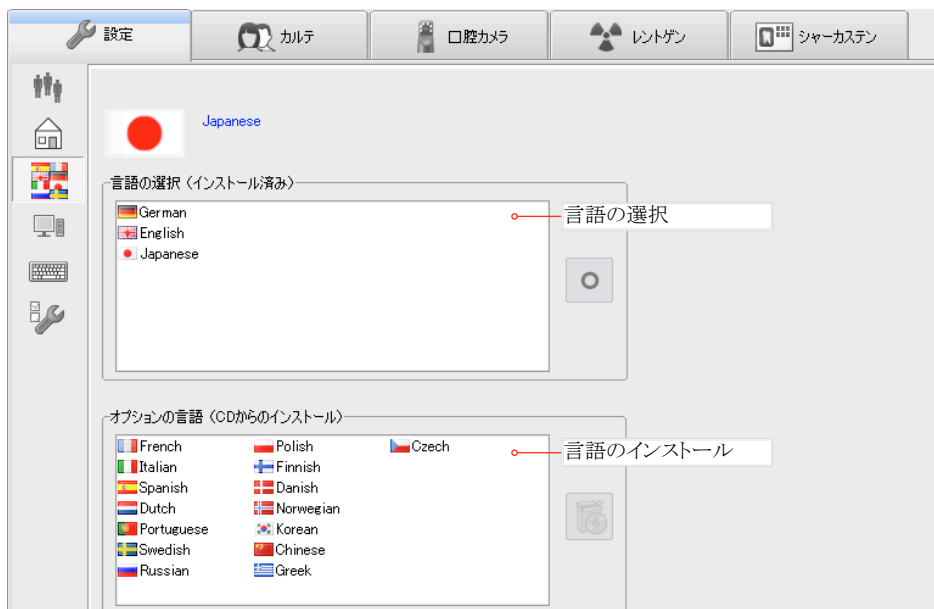 設定
カルテ
口腔カメラ
レントゲン
シャーカステン
Japanese
言語の選択（インストール済み）
German
English
Japanese
言語の選択
オプションの言語（CDからのインストール）
French
Italian
Spanish
Dutch
Portuguese
Swedish
Russian
Polish
Finnish
Danish
Norwegian
Korean
Chinese
Greek
Czech
言語のインストール